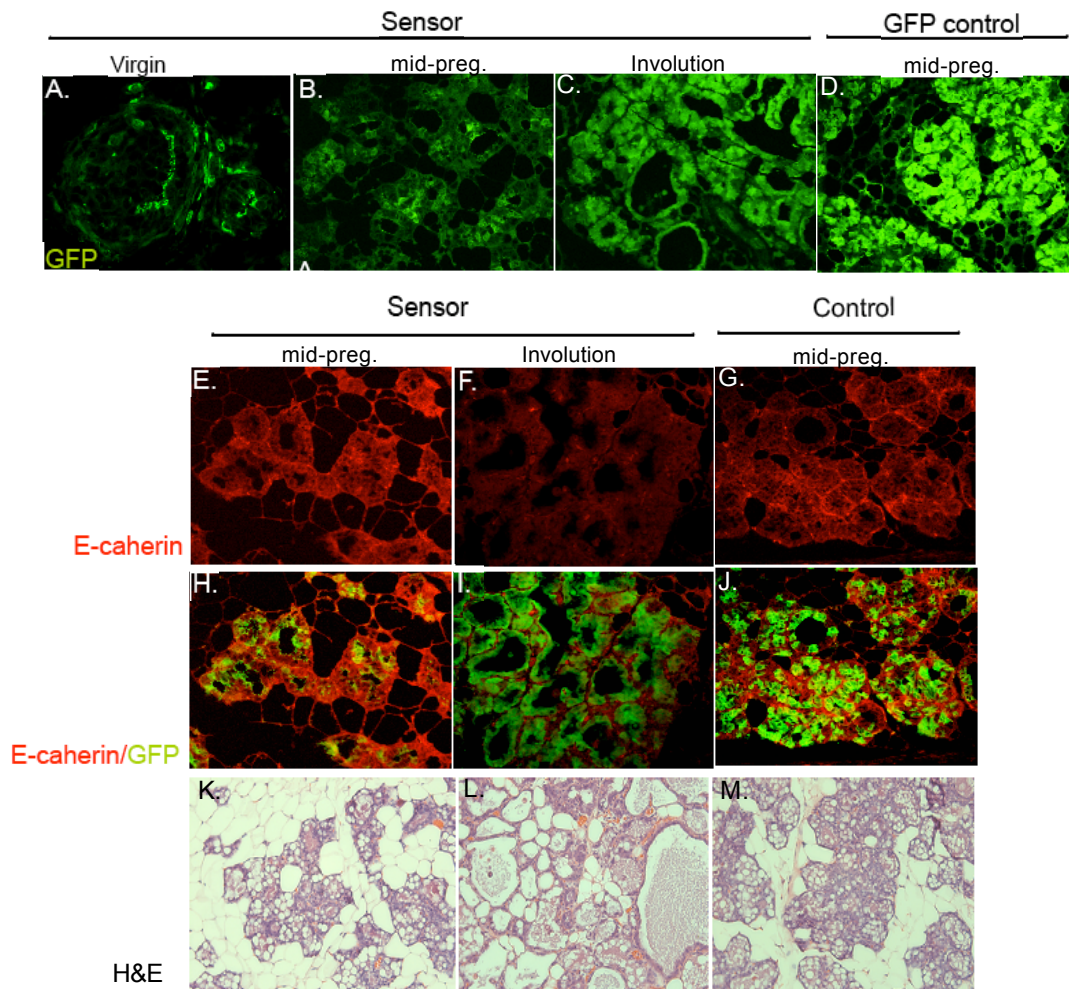 Sensor GFP control
Virgin mid-preg. Involution mid-preg.
A. B. C. D.
GFP
Sensor Control
mid-preg. Involution mid-preg.
E. F. G.
E-caherin
H. I. J.
E-caherin/GFP
K. L. M.
H&E